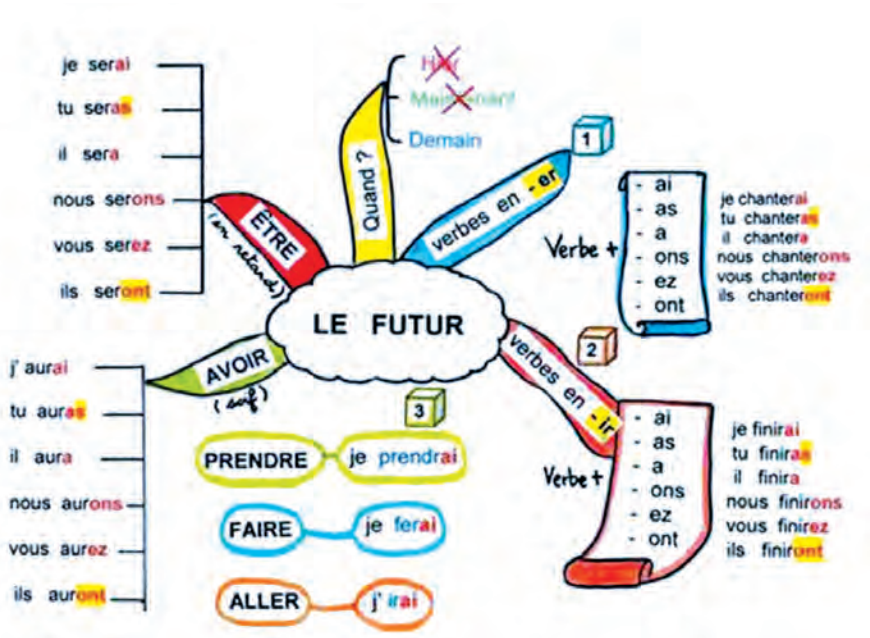 LE FUTUR
Quand ?
Hier
Maintenant
Demain
ÊTRE
(en retard)
je serai
tu seras
il sera
nous serons
vous serez
ils seront
AVOIR
(soif)
j' aurai
tu auras
il aura
nous aurons
vous aurez
ils auront
1
verbes en - er
Verbe +
- ai
- as
- a
- ons
- ez
- ont
je chanterai
tu chanteras
il chantera
nous chanterons
vous chanterez
ils chanteront
2
verbes en - ir
Verbe +
- ai
- as
- a
- ons
- ez
- ont
je finirai
tu finiras
il finira
nous finirons
vous finirez
ils finiront
3
PRENDRE
je prendrai
FAIRE
je ferai
ALLER
j' irai